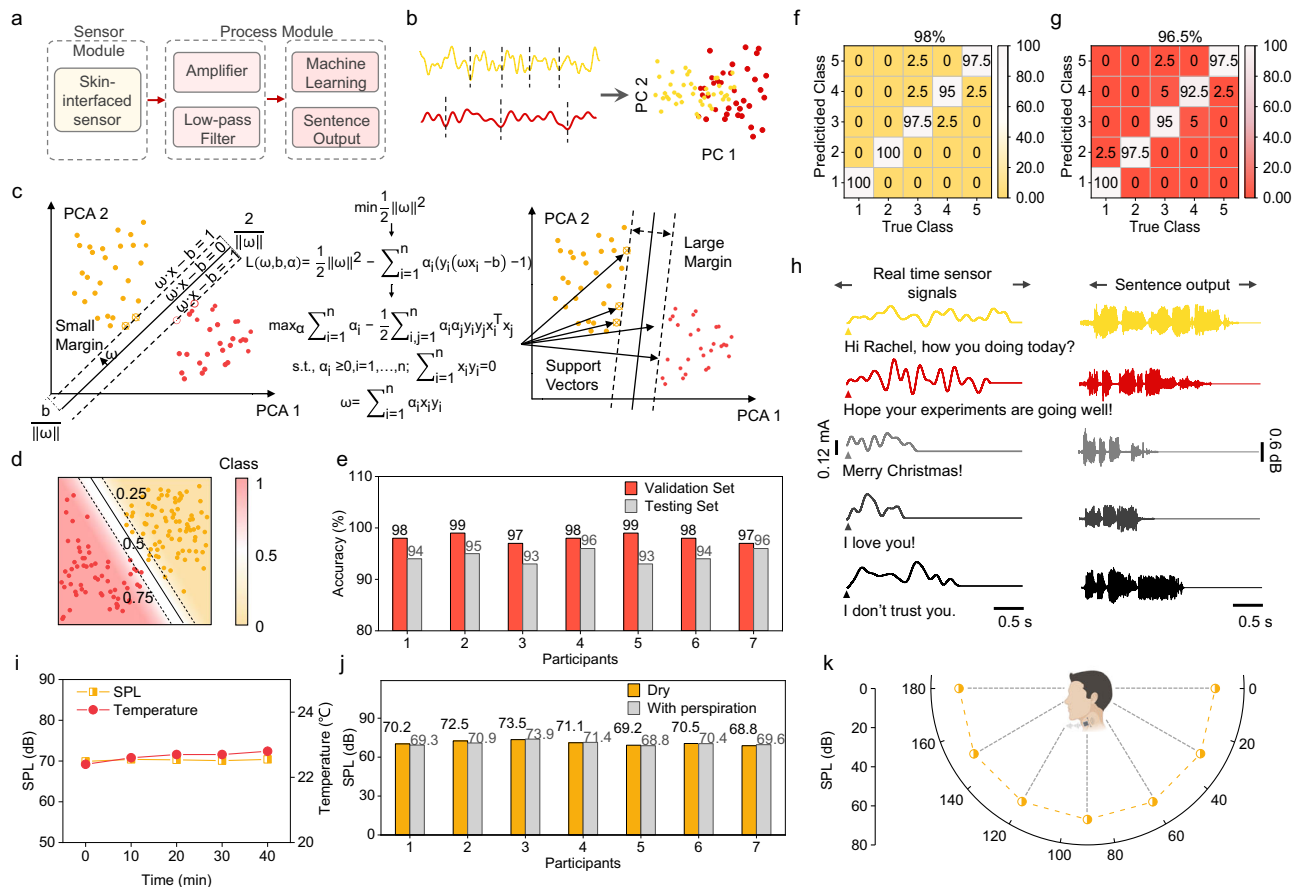 a
Sensor
Module
Process Module
Skin-
interfaced
sensor
Amplifier
Low-pass
Filter
Machine
Learning
Sentence
Output
b
PC 2
PC 1
c
PCA 2
PCA 1
ω·x - b = 1
ω·x - b = 0
ω·x - b = -1
2
‖ω‖
Small
Margin
ω
b
‖ω‖
min 1/2 ‖ω‖²
L(ω,b,α)= 1/2 ‖ω‖² − ∑ⁿᵢ₌₁ αᵢ(yᵢ(ωxᵢ −b) −1)
maxα ∑ⁿᵢ₌₁ αᵢ − 1/2 ∑ⁿᵢ,ⱼ₌₁ αᵢαⱼyᵢyⱼxᵢᵀxⱼ
s.t., αᵢ ≥0,i=1,...,n; ∑ⁿᵢ₌₁ xᵢyᵢ=0
ω= ∑ⁿᵢ₌₁ αᵢxᵢyᵢ
PCA 2
Large
Margin
Support
Vectors
PCA 1
d
Class
0.25
0.5
0.75
1
0.5
0
e
Accuracy (%)
Validation Set
Testing Set
110
100
90
80
98 94 99 95 97 93 98 96 99 93 98 94 97 96
1 2 3 4 5 6 7
Participants
f
98%
Predictided Class
5 0 0 2.5 0 97.5
4 0 0 2.5 95 2.5
3 0 0 97.5 2.5 0
2 0 100 0 0 0
1 100 0 0 0 0
1 2 3 4 5
True Class
100
80.0
60.0
40.0
20.0
0.00
g
96.5%
Predictided Class
5 0 0 2.5 0 97.5
4 0 0 5 92.5 2.5
3 0 0 95 5 0
2 2.5 97.5 0 0 0
1 100 0 0 0 0
1 2 3 4 5
True Class
100
80.0
60.0
40.0
20.0
0.00
h
Real time sensor
signals
Sentence output
Hi Rachel, how you doing today?
Hope your experiments are going well!
0.12 mA
0.6 dB
Merry Christmas!
I love you!
I don't trust you.
0.5 s
0.5 s
i
SPL (dB)
90
80
70
60
50
SPL
Temperature
Temperature (℃)
24
22
20
0 10 20 30 40
Time (min)
j
SPL (dB)
Dry
With perspiration
90
60
30
0
70.2 69.3 72.5 70.9 73.5 73.9 71.1 71.4 69.2 68.8 70.5 70.4 68.8 69.6
1 2 3 4 5 6 7
Participants
k
SPL (dB)
0
20
40
60
80
180
160
140
120
100
80
60
40
20
0